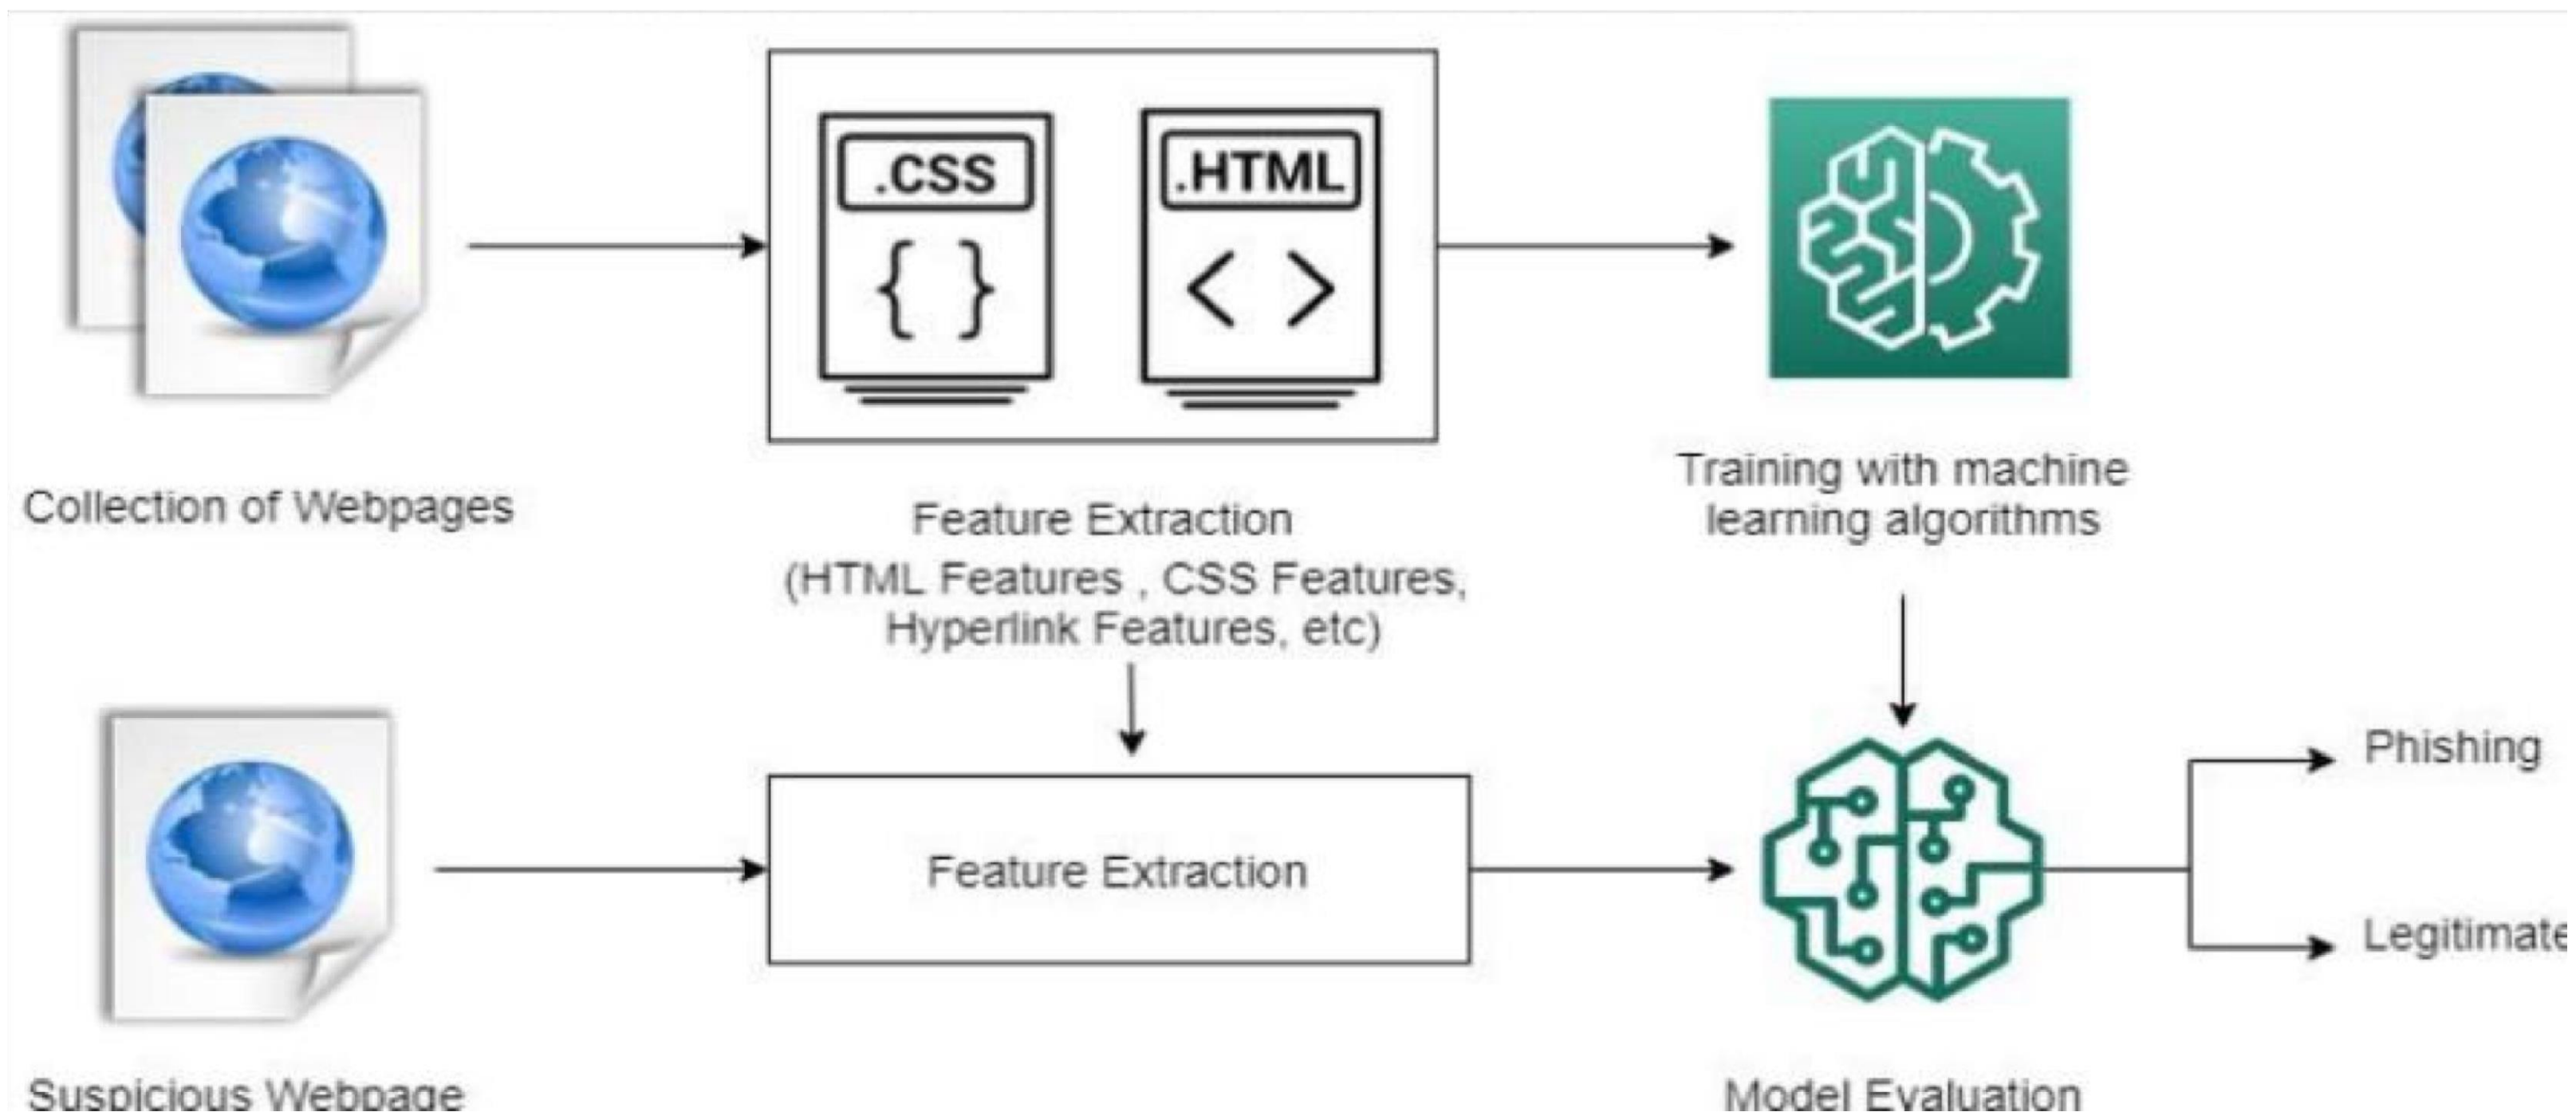 .CSS
{ }
.HTML
< >
Collection of Webpages
Feature Extraction
(HTML Features , CSS Features,
Hyperlink Features, etc)
Training with machine
learning algorithms
Feature Extraction
Phishing
Legitimate
Suspicious Webpage
Model Evaluation